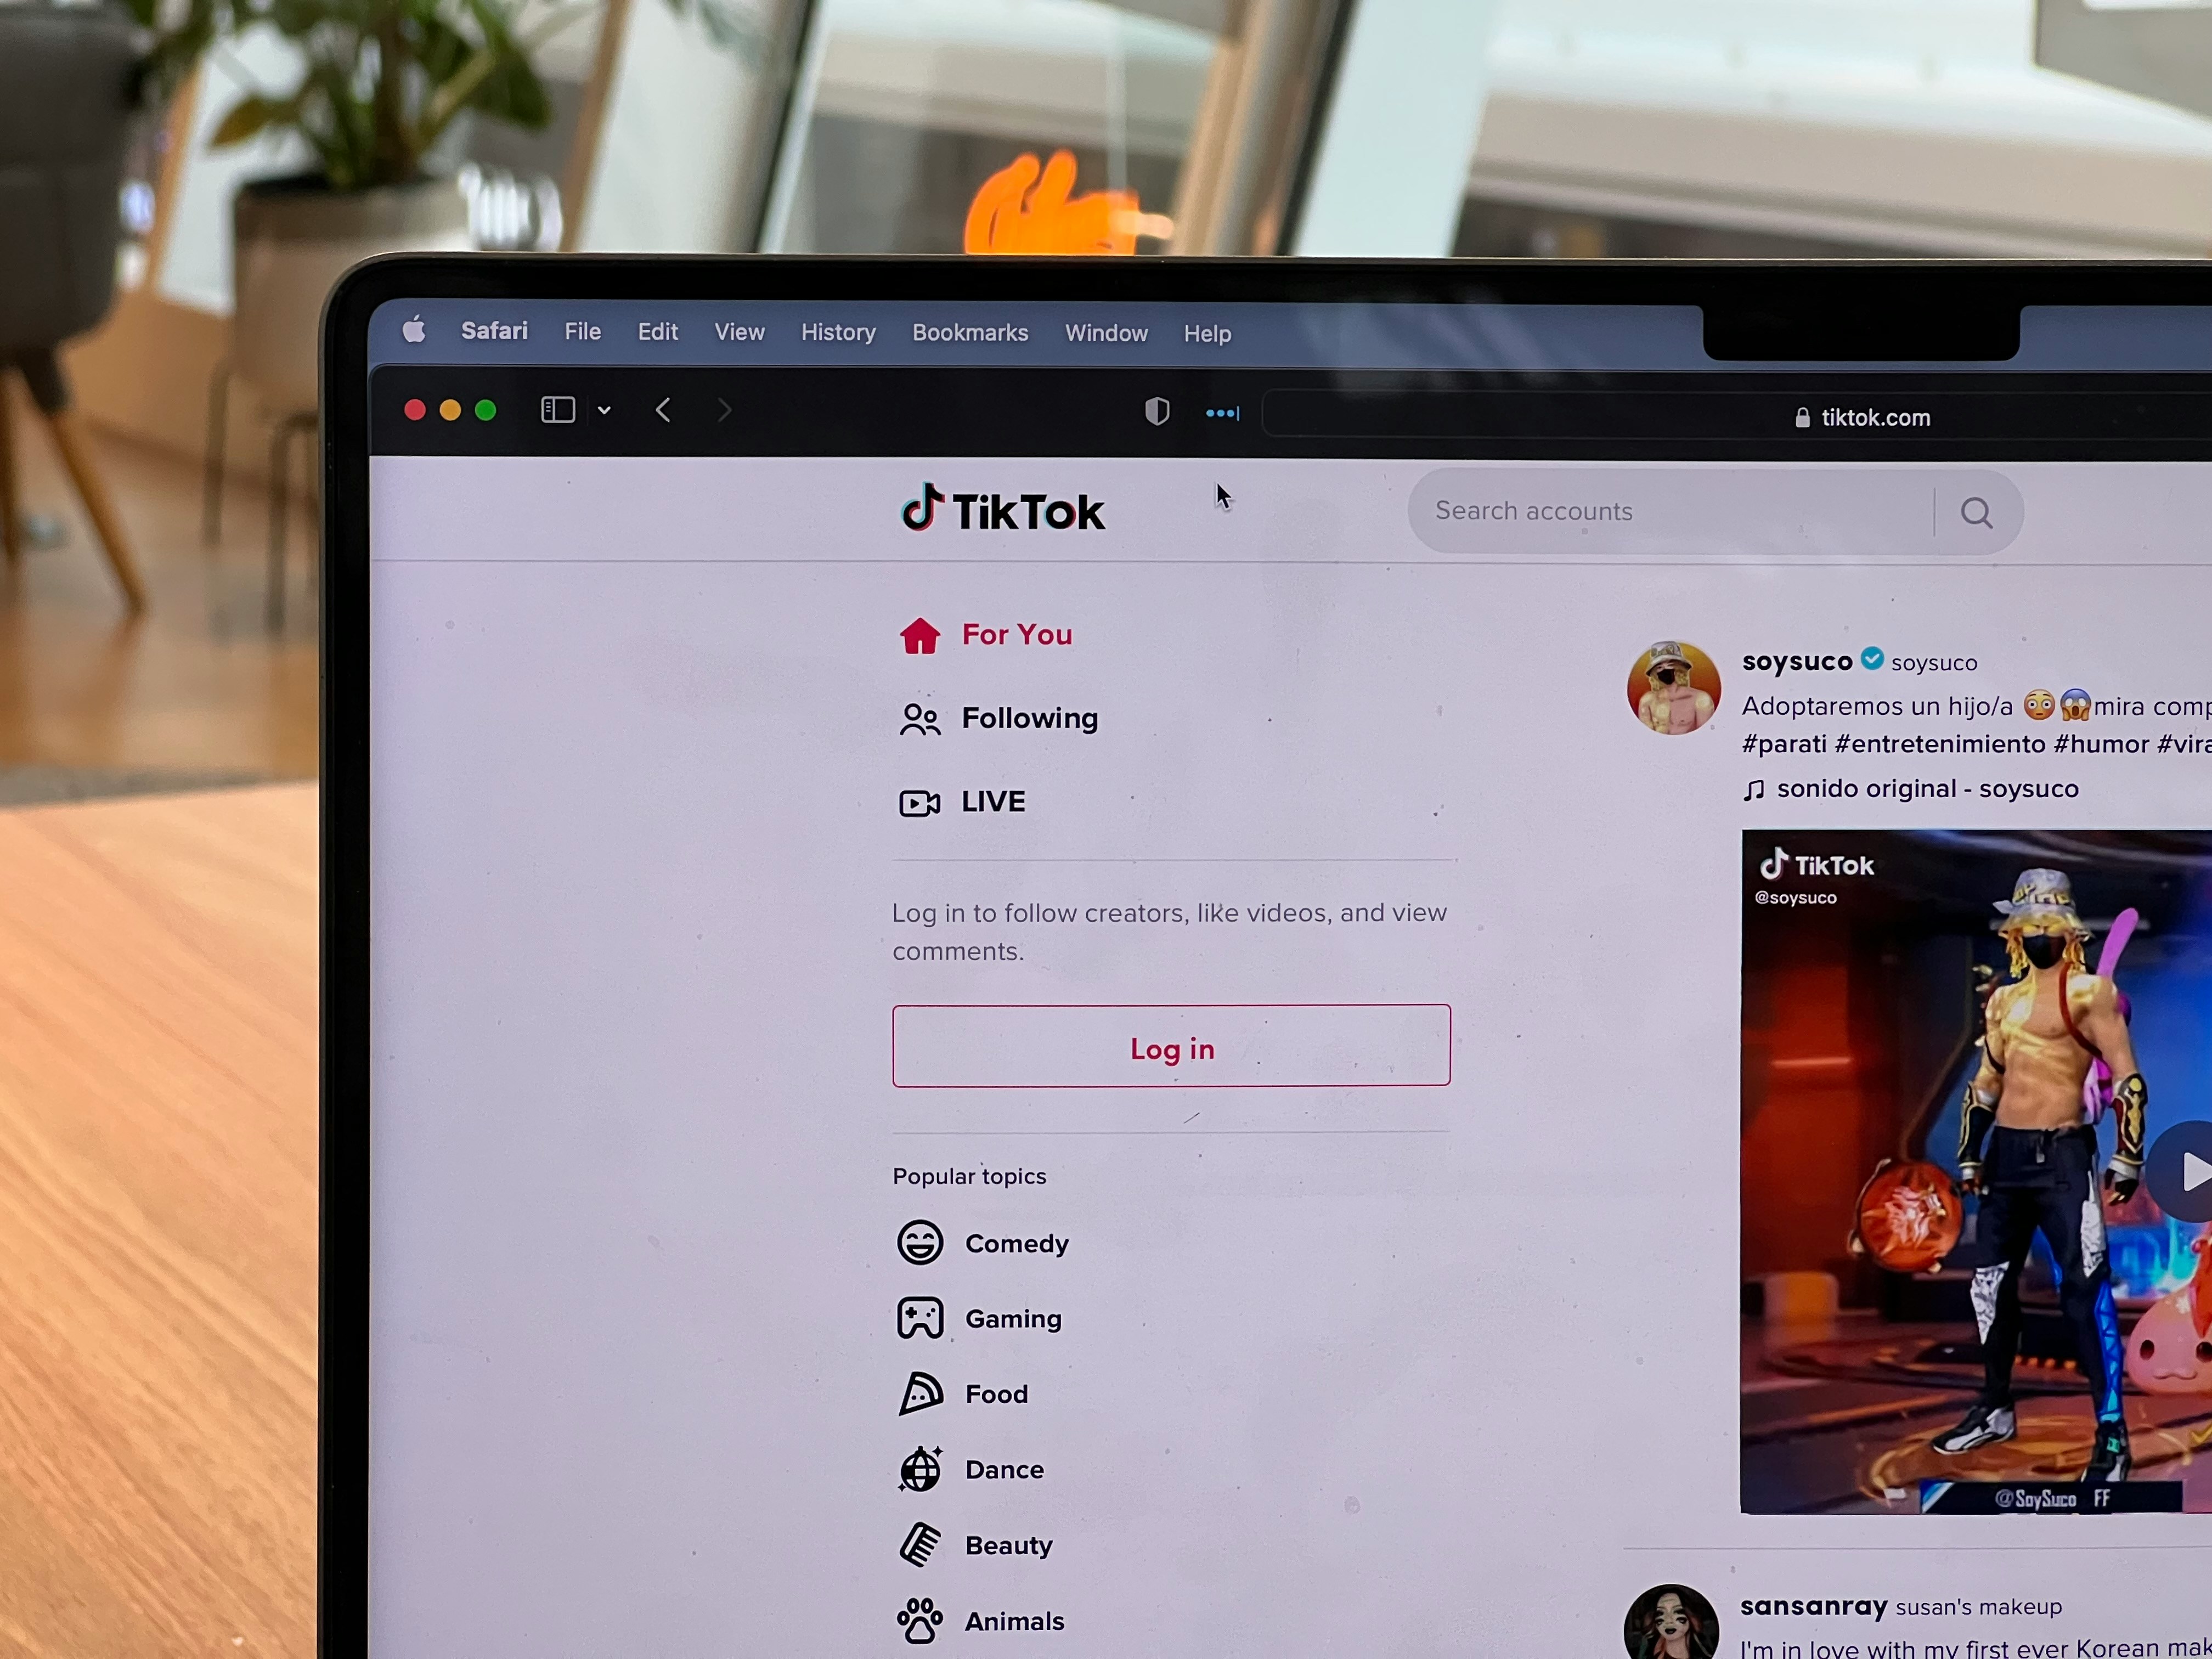 Safari File Edit View History Bookmarks Window Help
tiktok.com
TikTok
Search accounts
For You
Following
LIVE
Log in to follow creators, like videos, and view
comments.
Log in
Popular topics
Comedy
Gaming
Food
Dance
Beauty
Animals
soysuco soysuco
Adoptaremos un hijo/a 😳😱mira comp
#parati #entretenimiento #humor #vira
sonido original - soysuco
TikTok
@soysuco
@SoySuco FF
sansanray susan's makeup
I'm in love with my first ever Korean mak